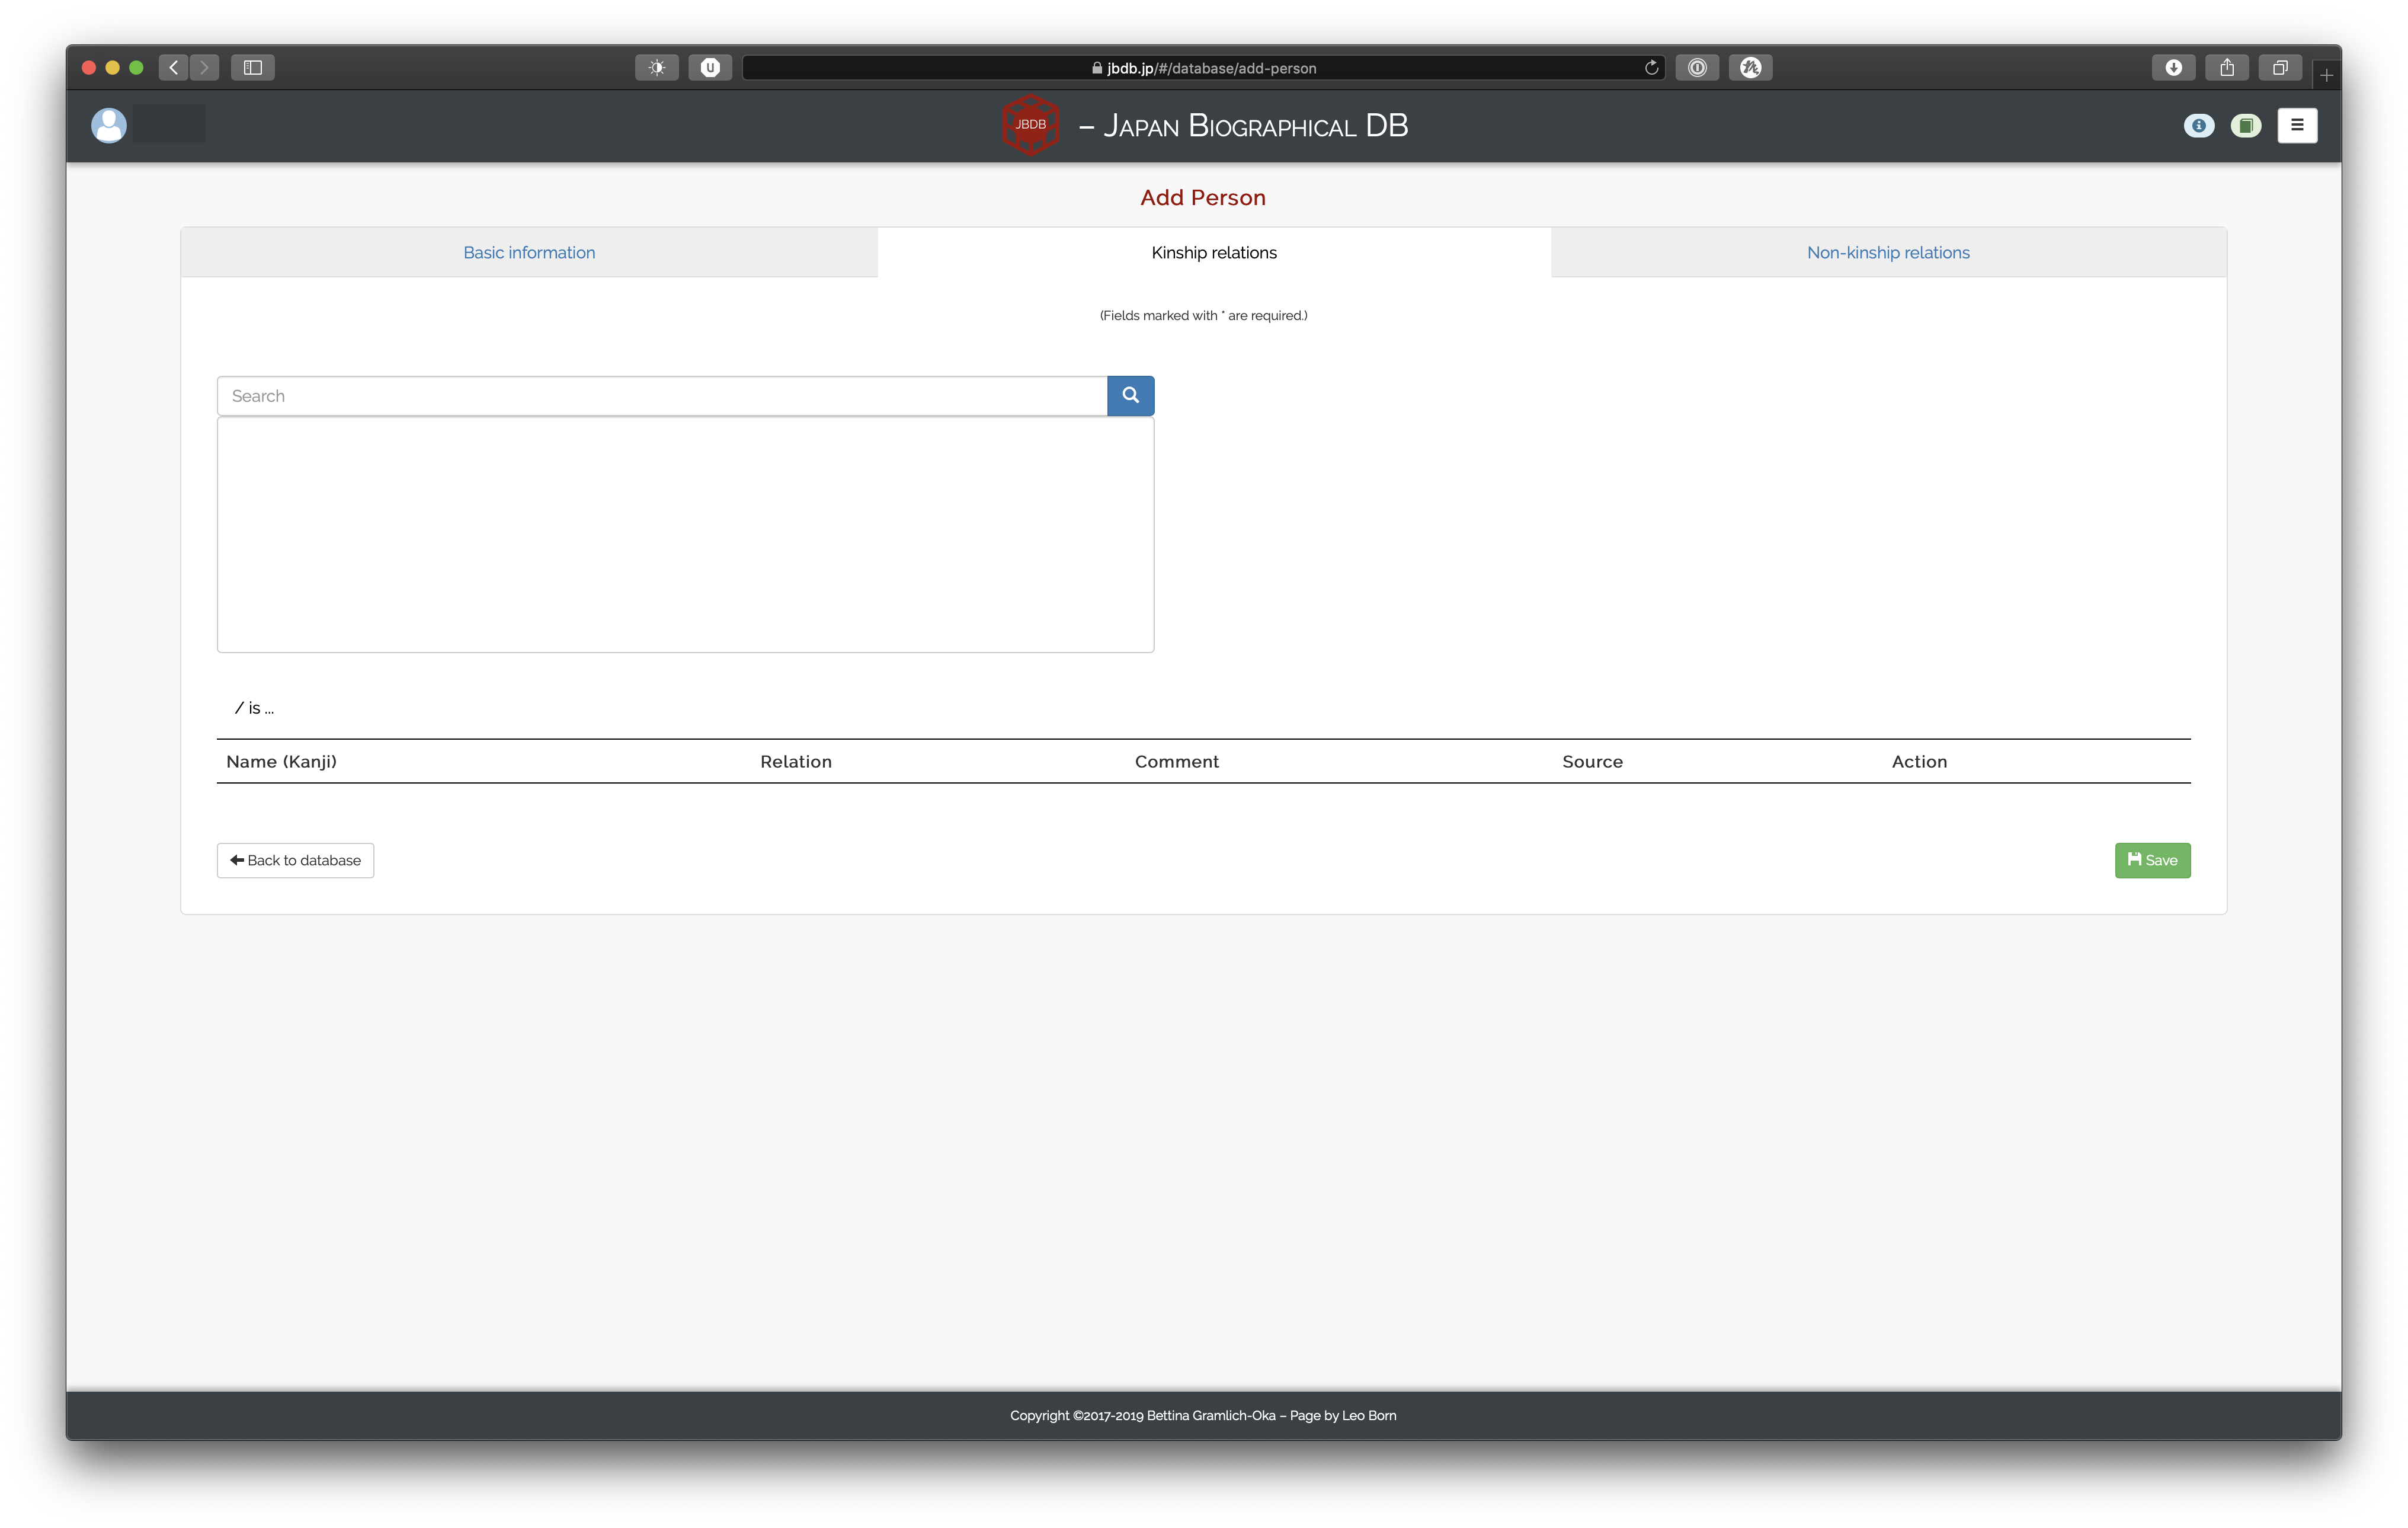 jbdb.jp/#/database/add-person
JBDB
– Japan Biographical DB
Add Person
Basic information
Kinship relations
Non-kinship relations
(Fields marked with * are required.)
Search
/ is ...
Name (Kanji) Relation Comment Source Action
Back to database
Save
Copyright ©2017-2019 Bettina Gramlich-Oka – Page by Leo Born